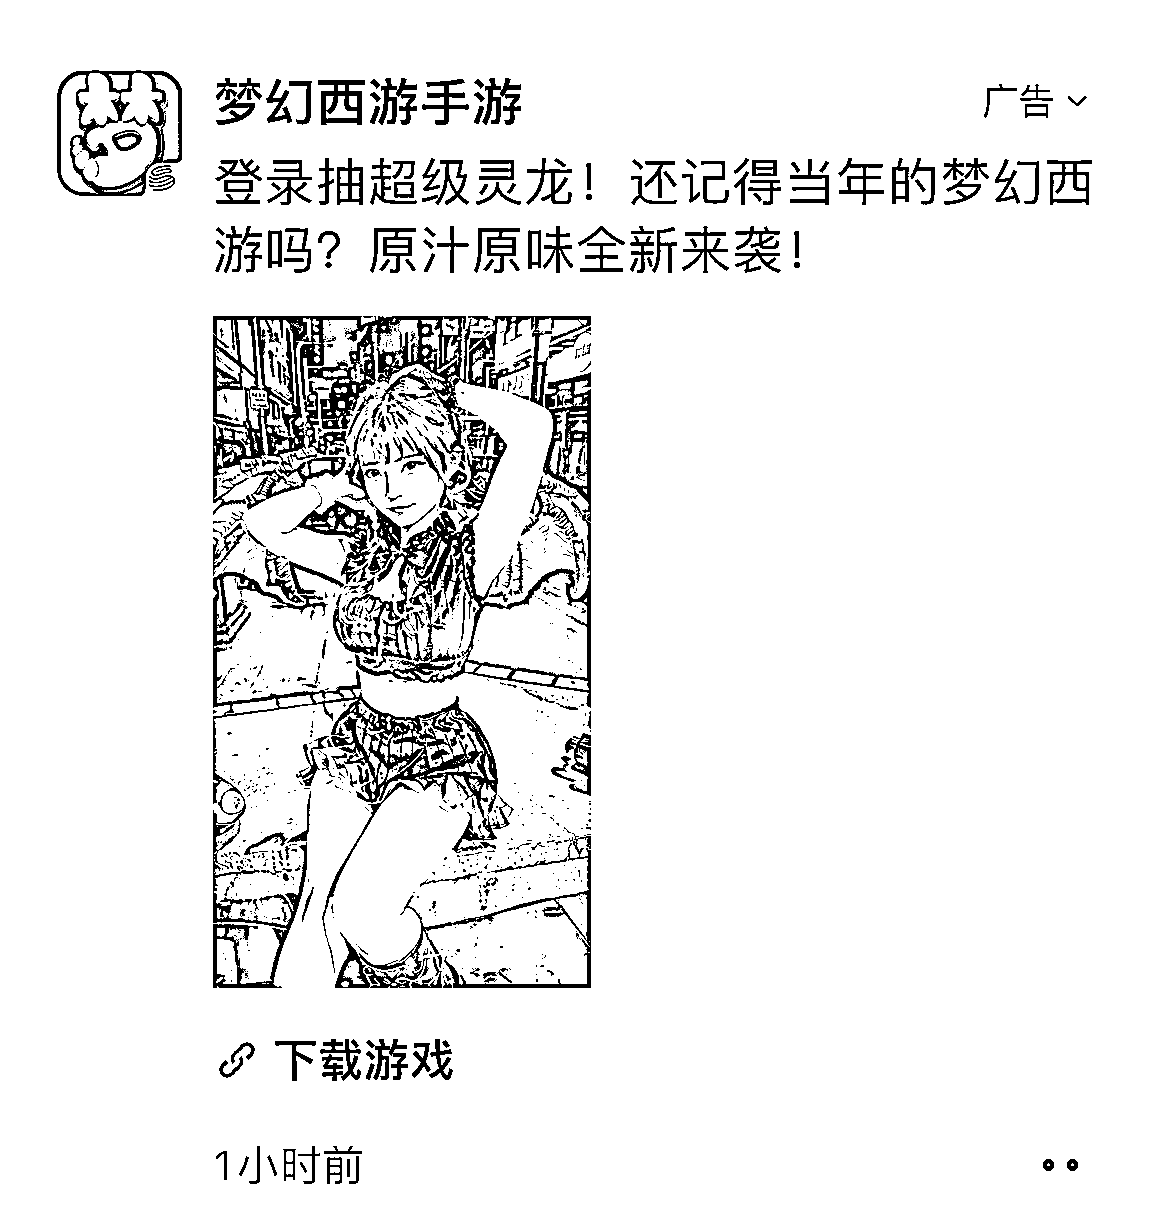 梦幻西游手游
广告
登录抽超级灵龙！还记得当年的梦幻西
游吗？原汁原味全新来袭！
下载游戏
1小时前